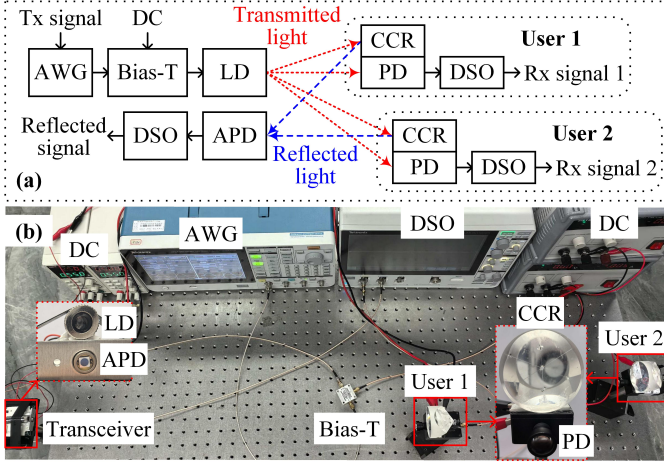 Tx signal
DC
Transmitted
light
User 1
AWG
Bias-T
LD
CCR
PD
DSO
Rx signal 1
Reflected
signal
DSO
APD
Reflected
light
User 2
CCR
PD
DSO
Rx signal 2
(a)
(b)
DC
AWG
DSO
DC
LD
APD
CCR
User 2
User 1
Transceiver
Bias-T
PD